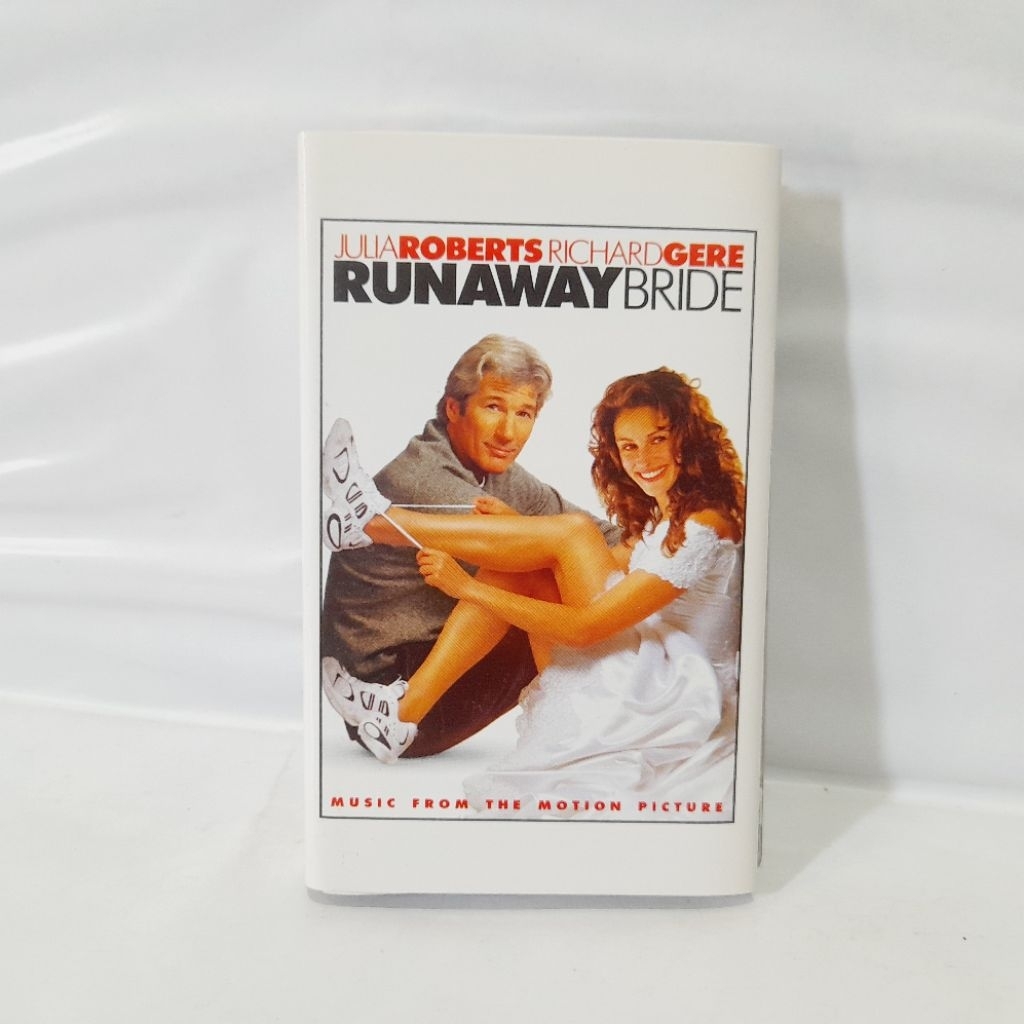 JULIAROBERTS RICHARDGERE
RUNAWAYBRIDE
MUSIC FROM THE MOTION PICTURE